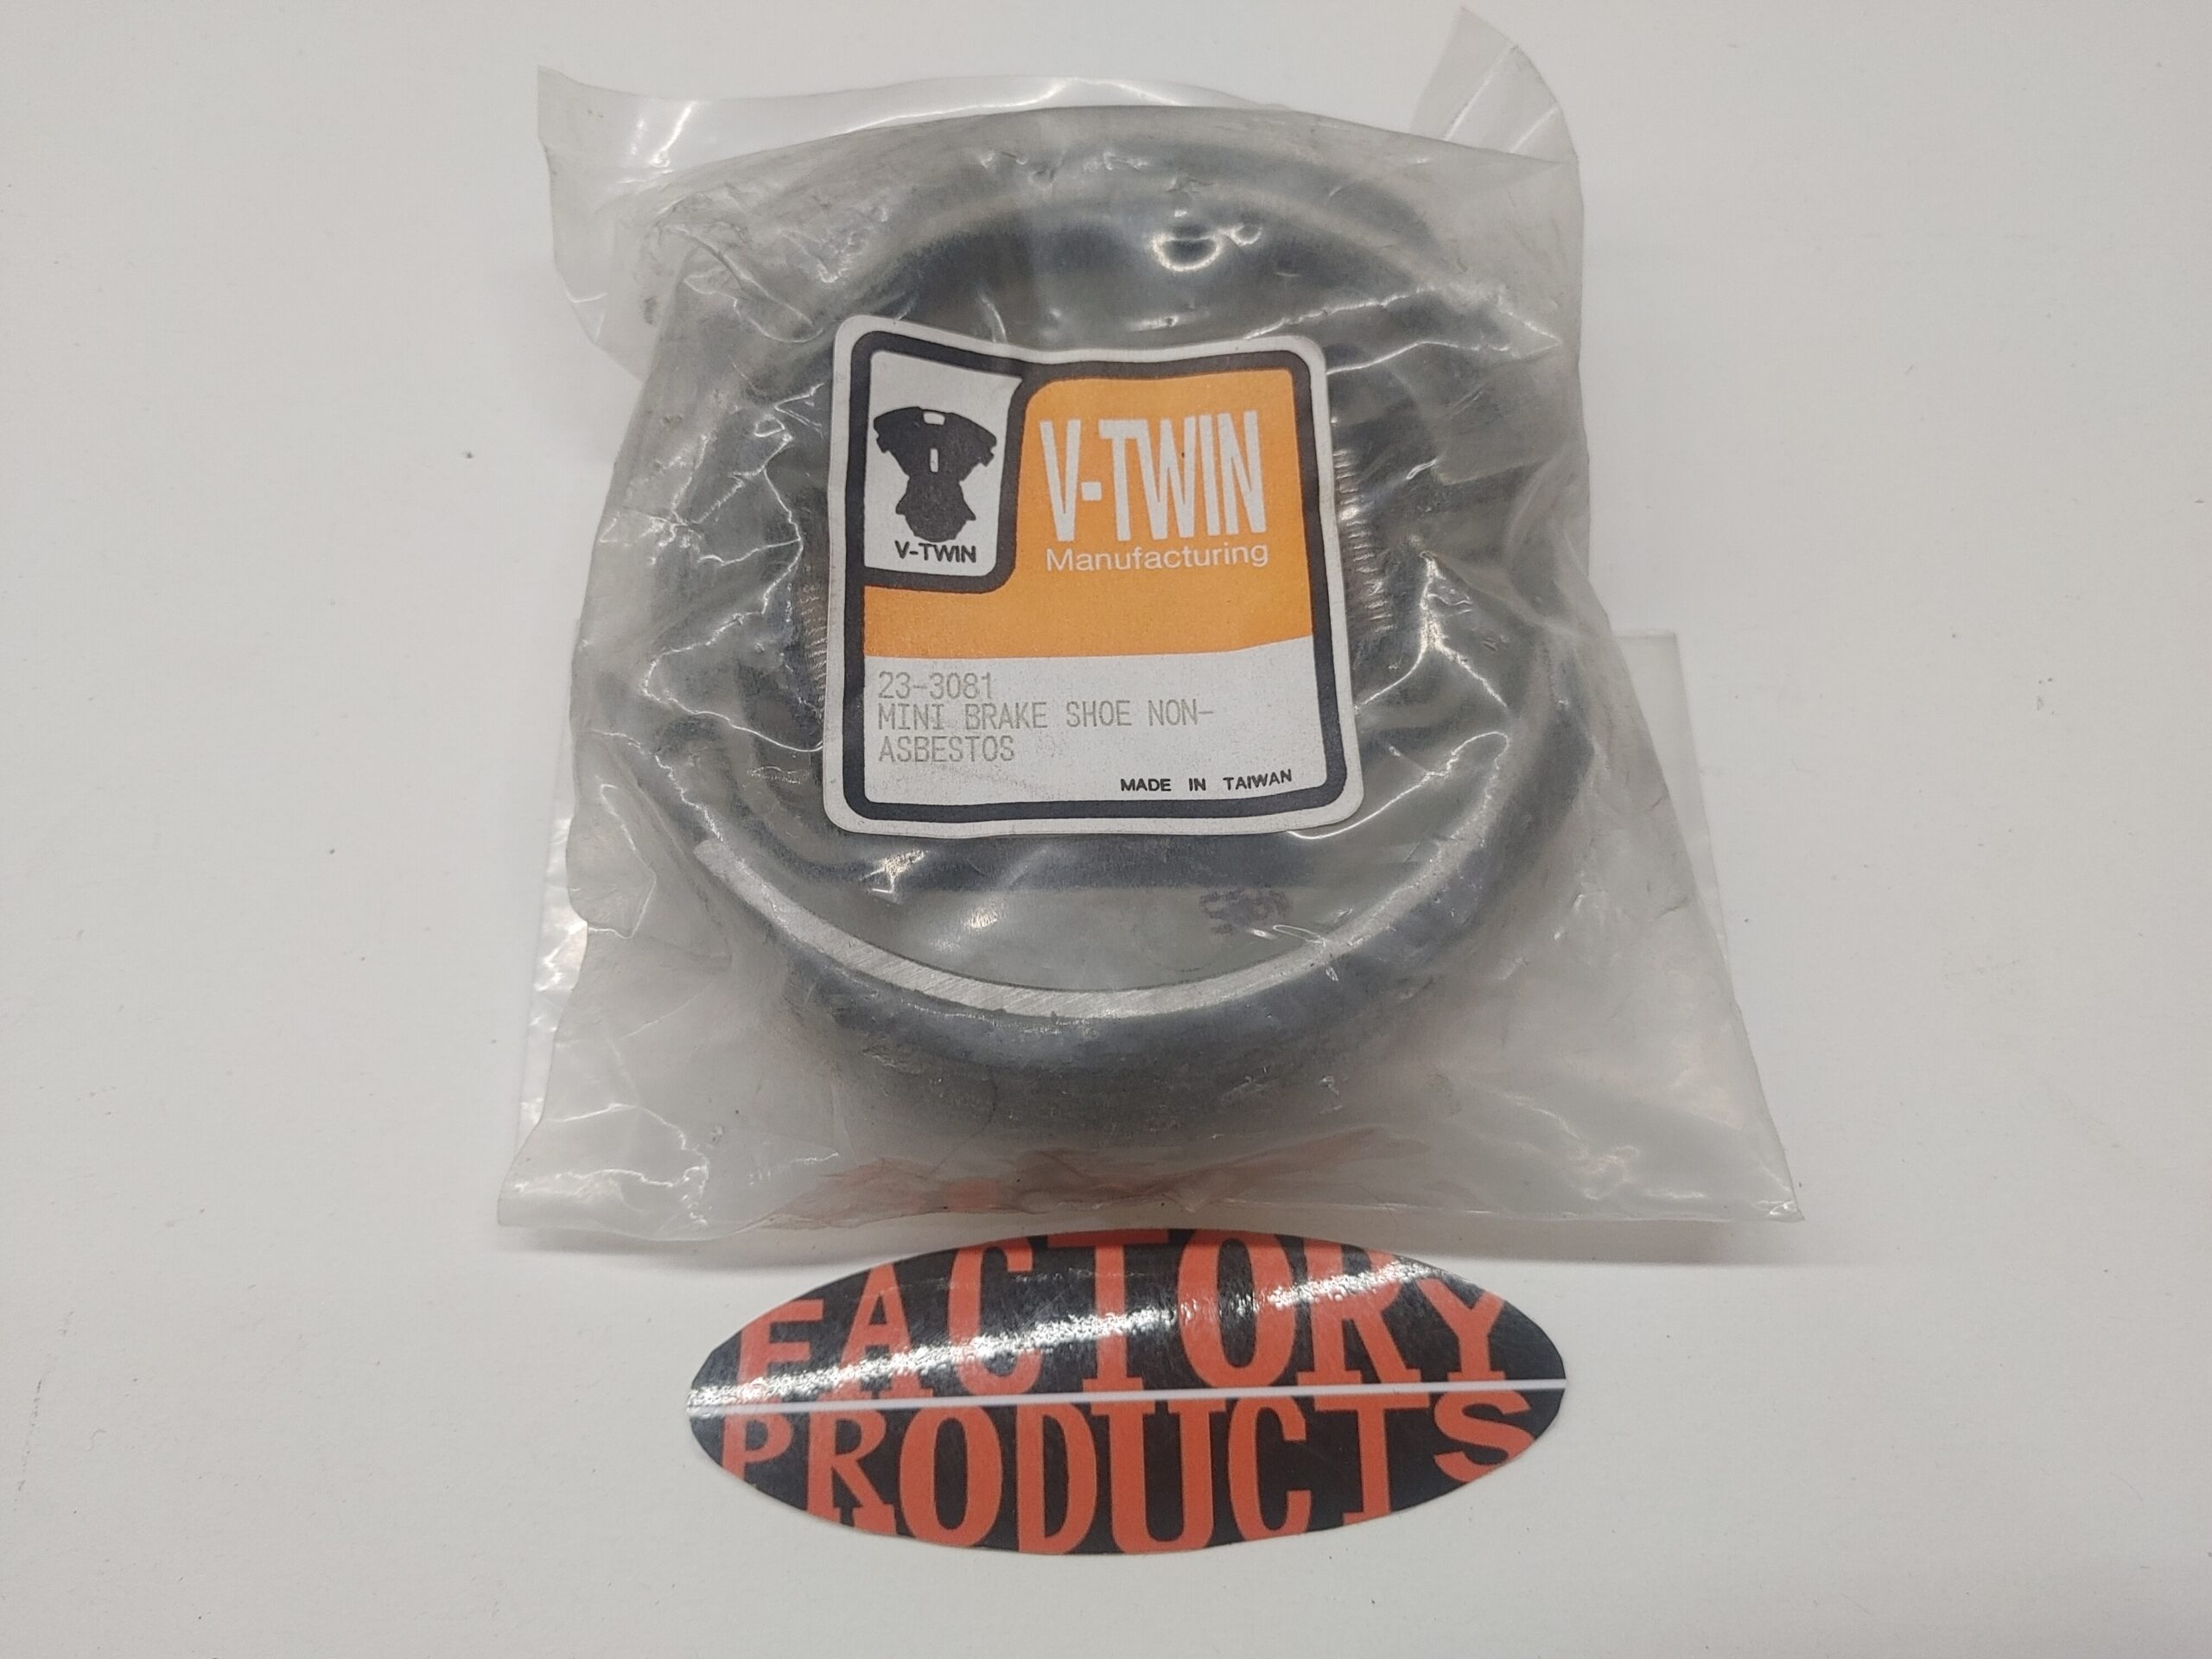 V-TWIN
V-TWIN
Manufacturing
23-3081
MINI BRAKE SHOE NON-
ASBESTOS
MADE IN TAIWAN
FACTORY
PRODUCTS